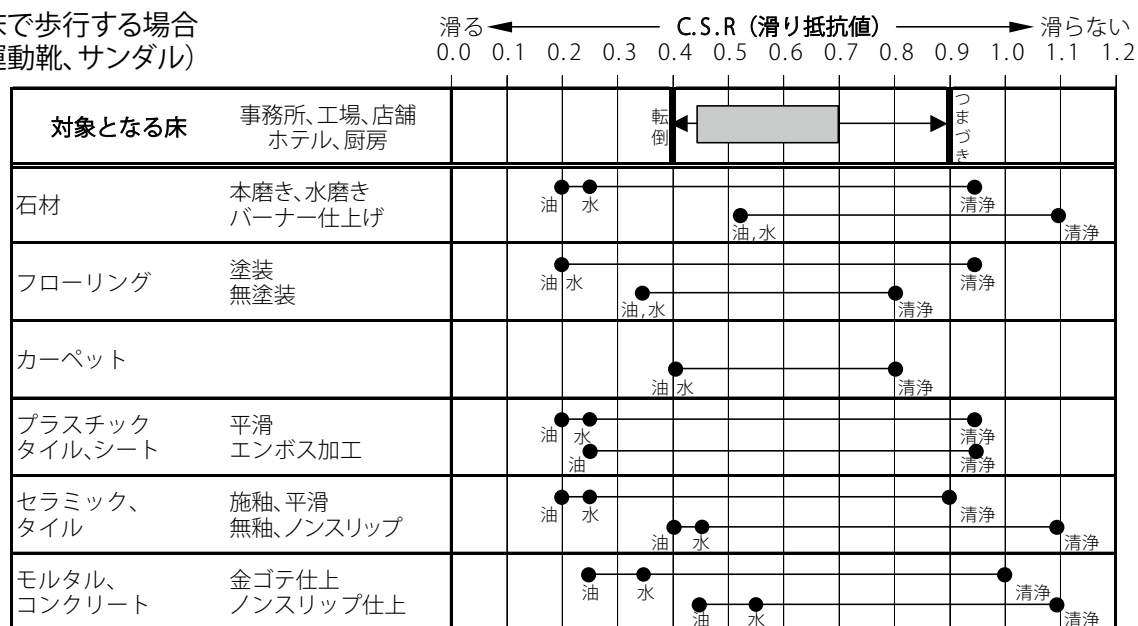 床で歩行する場合
運動靴、サンダル）
滑る C.S.R（滑り抵抗値） 滑らない
0.0 0.1 0.2 0.3 0.4 0.5 0.6 0.7 0.8 0.9 1.0 1.1 1.2
対象となる床 事務所、工場、店舗
ホテル、厨房
転倒
つまづき
石材 本磨き、水磨き
バーナー仕上げ
油 水 清浄
油,水 清浄
フローリング 塗装
無塗装
油 水 清浄
油,水 清浄
カーペット
油 水 清浄
プラスチック 平滑
タイル、シート エンボス加工
油 水 清浄
油 清浄
セラミック、 施釉、平滑
タイル 無釉、ノンスリップ
油 水 清浄
油 水 清浄
モルタル、 金ゴテ仕上
コンクリート ノンスリップ仕上
油 水 清浄
油 水 清浄